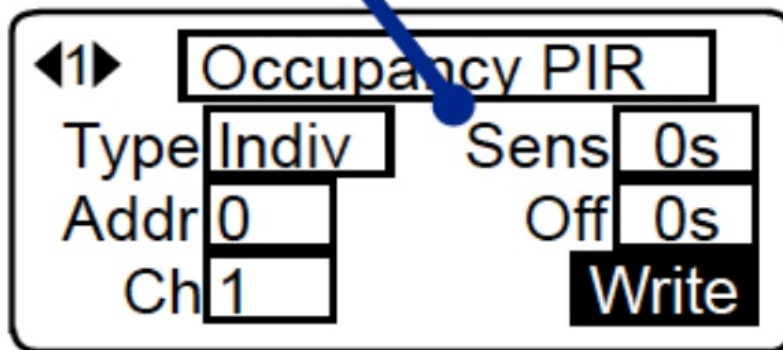 ◀1▶ Occupancy PIR
Type Indiv Sens 0s
Addr 0 Off 0s
Ch 1 Write